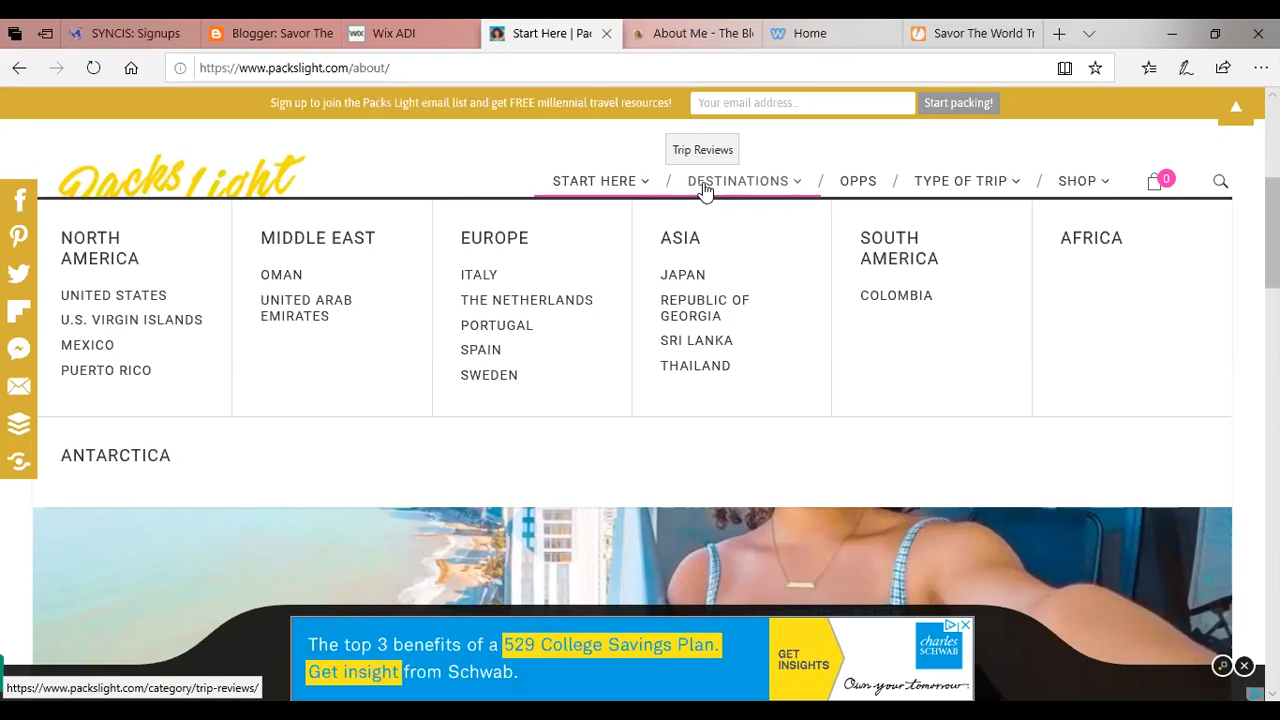 SYNCIS: Signups
Blogger: Savor The
Wix ADI
Start Here | Pac
About Me - The Bl
Home
Savor The World Tr
https://www.packslight.com/about/
Sign up to join the Packs Light email list and get FREE millennial travel resources!
Your email address...
Start packing!
Trip Reviews
Packs Light
START HERE / DESTINATIONS / OPPS / TYPE OF TRIP / SHOP
0
NORTH
AMERICA
UNITED STATES
U.S. VIRGIN ISLANDS
MEXICO
PUERTO RICO
MIDDLE EAST
OMAN
UNITED ARAB
EMIRATES
EUROPE
ITALY
THE NETHERLANDS
PORTUGAL
SPAIN
SWEDEN
ASIA
JAPAN
REPUBLIC OF
GEORGIA
SRI LANKA
THAILAND
SOUTH
AMERICA
COLOMBIA
AFRICA
ANTARCTICA
The top 3 benefits of a 529 College Savings Plan.
Get insight from Schwab.
GET
INSIGHTS
charles
SCHWAB
Own your tomorrow.
https://www.packslight.com/category/trip-reviews/